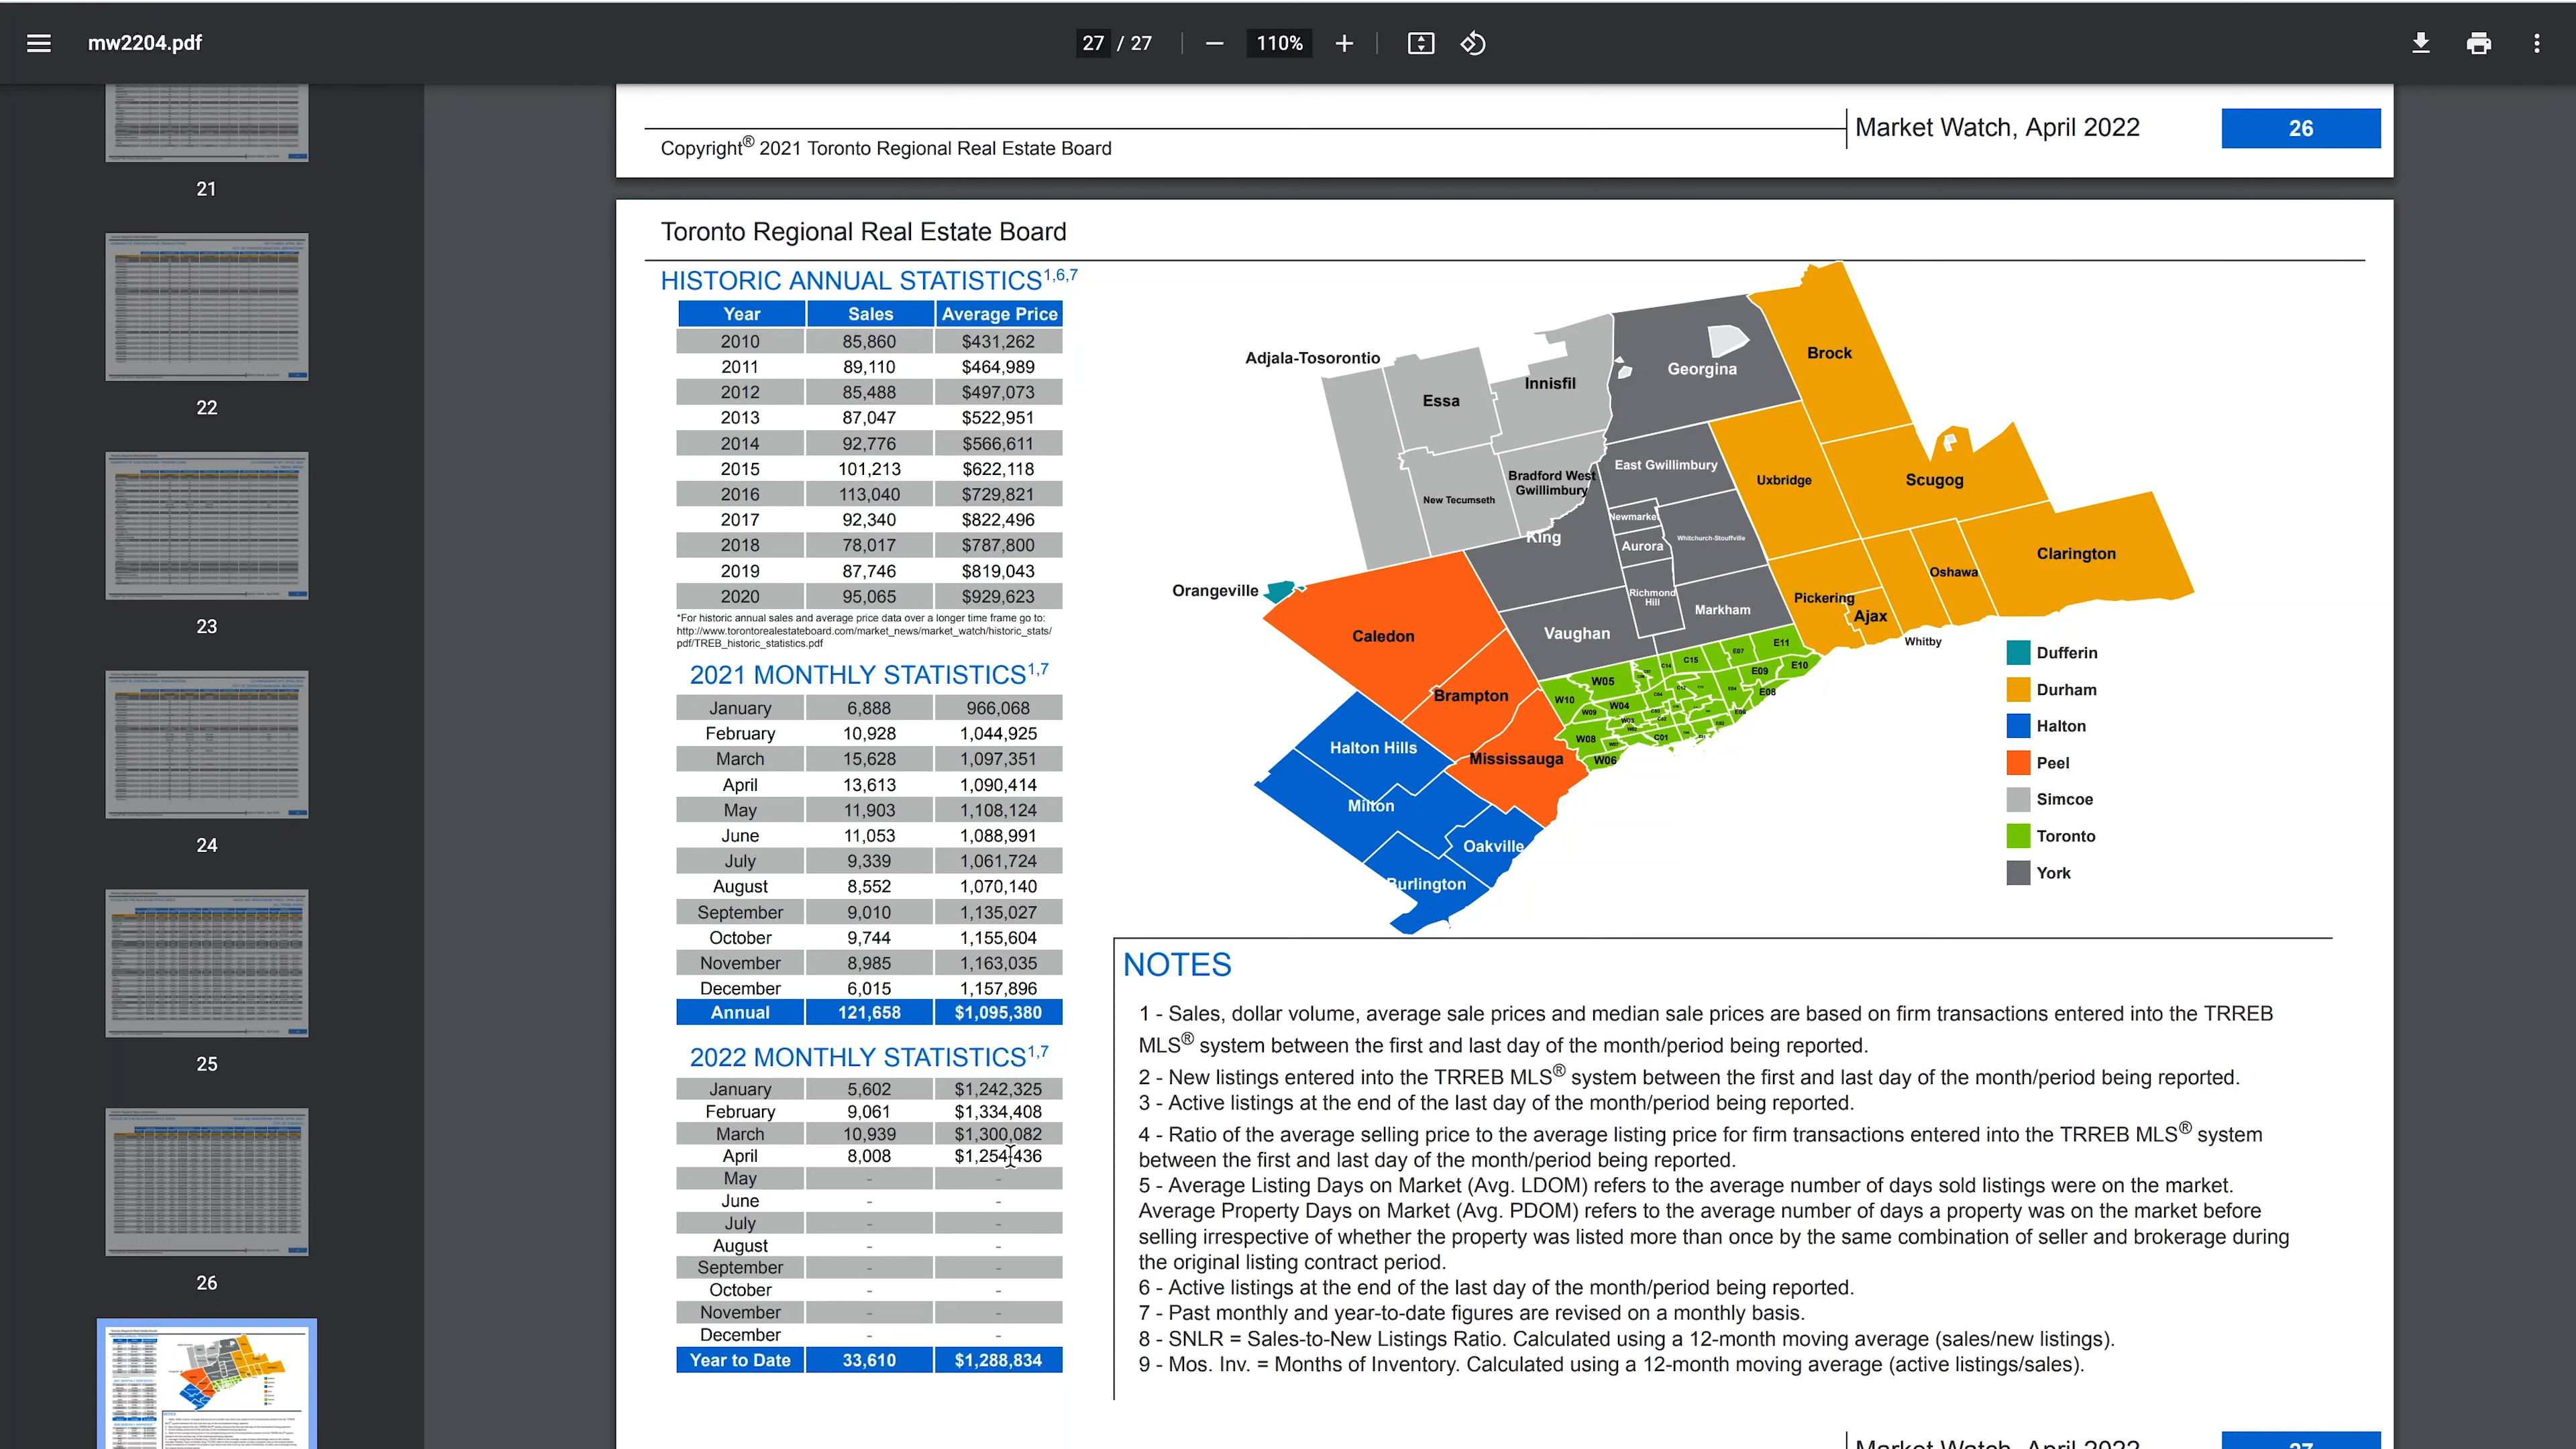 mw2204.pdf
27 / 27
110%
21
22
23
24
25
26
Market Watch, April 2022
26
Copyright® 2021 Toronto Regional Real Estate Board
Toronto Regional Real Estate Board
HISTORIC ANNUAL STATISTICS1,6,7
Year Sales Average Price
2010 85,860 $431,262
2011 89,110 $464,989
2012 85,488 $497,073
2013 87,047 $522,951
2014 92,776 $566,611
2015 101,213 $622,118
2016 113,040 $729,821
2017 92,340 $822,496
2018 78,017 $787,800
2019 87,746 $819,043
2020 95,065 $929,623
*For historic annual sales and average price data over a longer time frame go to:
http://www.torontorealestateboard.com/market_news/market_watch/historic_stats/
pdf/TREB_historic_statistics.pdf
2021 MONTHLY STATISTICS1,7
January 6,888 966,068
February 10,928 1,044,925
March 15,628 1,097,351
April 13,613 1,090,414
May 11,903 1,108,124
June 11,053 1,088,991
July 9,339 1,061,724
August 8,552 1,070,140
September 9,010 1,135,027
October 9,744 1,155,604
November 8,985 1,163,035
December 6,015 1,157,896
Annual 121,658 $1,095,380
2022 MONTHLY STATISTICS1,7
January 5,602 $1,242,325
February 9,061 $1,334,408
March 10,939 $1,300,082
April 8,008 $1,254,436
May - -
June - -
July - -
August - -
September - -
October - -
November - -
December - -
Year to Date 33,610 $1,288,834
Adjala-Tosorontio
Essa
Innisfil
Georgina
Brock
New Tecumseth
Bradford West
Gwillimbury
East Gwillimbury
Uxbridge
Scugog
Newmarket
King
Aurora
Whitchurch-Stouffville
Clarington
Oshawa
Orangeville
Richmond
Hill
Markham
Pickering
Ajax
Whitby
Caledon
Vaughan
Brampton
Mississauga
Halton Hills
Milton
Oakville
Burlington
W05
W10
W04
W09
W08
W06
C01
C14
C15
E07
E11
E09
E10
E08
Dufferin
Durham
Halton
Peel
Simcoe
Toronto
York
NOTES
1 - Sales, dollar volume, average sale prices and median sale prices are based on firm transactions entered into the TRREB
MLS® system between the first and last day of the month/period being reported.
2 - New listings entered into the TRREB MLS® system between the first and last day of the month/period being reported.
3 - Active listings at the end of the last day of the month/period being reported.
4 - Ratio of the average selling price to the average listing price for firm transactions entered into the TRREB MLS® system
between the first and last day of the month/period being reported.
5 - Average Listing Days on Market (Avg. LDOM) refers to the average number of days sold listings were on the market.
Average Property Days on Market (Avg. PDOM) refers to the average number of days a property was on the market before
selling irrespective of whether the property was listed more than once by the same combination of seller and brokerage during
the original listing contract period.
6 - Active listings at the end of the last day of the month/period being reported.
7 - Past monthly and year-to-date figures are revised on a monthly basis.
8 - SNLR = Sales-to-New Listings Ratio. Calculated using a 12-month moving average (sales/new listings).
9 - Mos. Inv. = Months of Inventory. Calculated using a 12-month moving average (active listings/sales).
Market Watch, April 2022
27